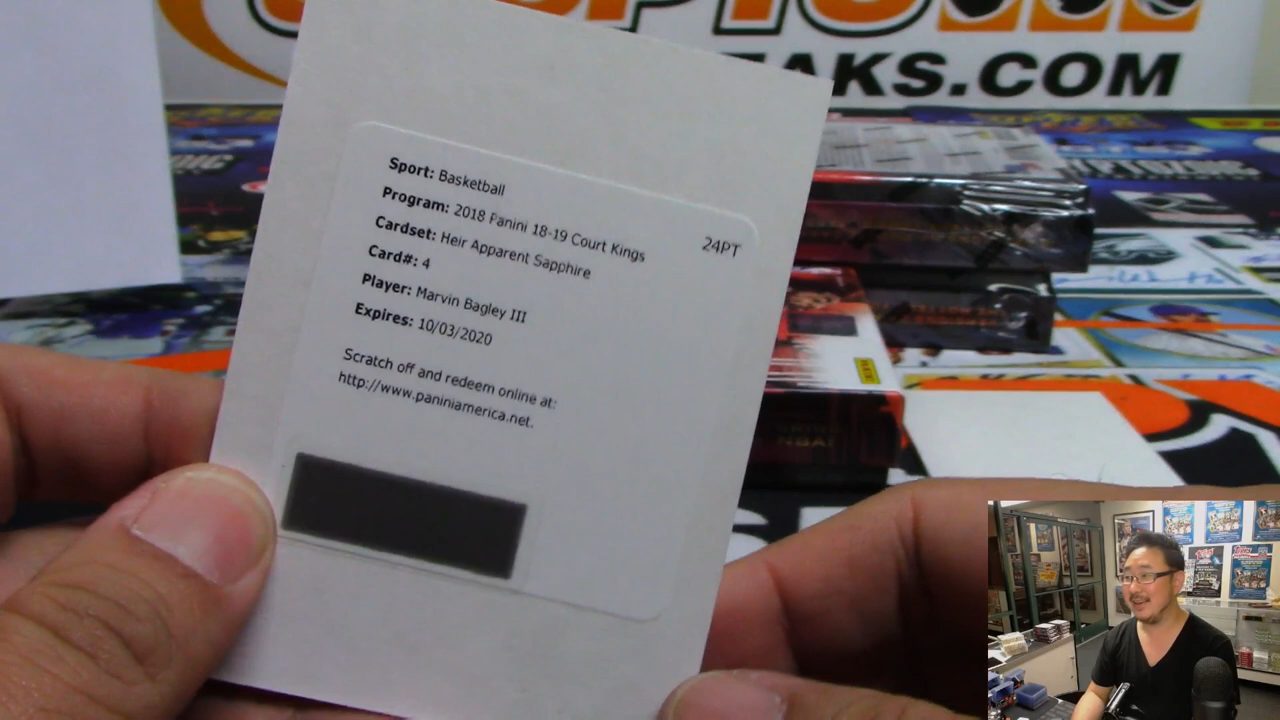 AKS.COM
Sport: Basketball
Program: 2018 Panini 18-19 Court Kings
24PT
Cardset: Heir Apparent Sapphire
Card#: 4
Player: Marvin Bagley III
Expires: 10/03/2020
Scratch off and redeem online at:
http://www.paniniamerica.net.